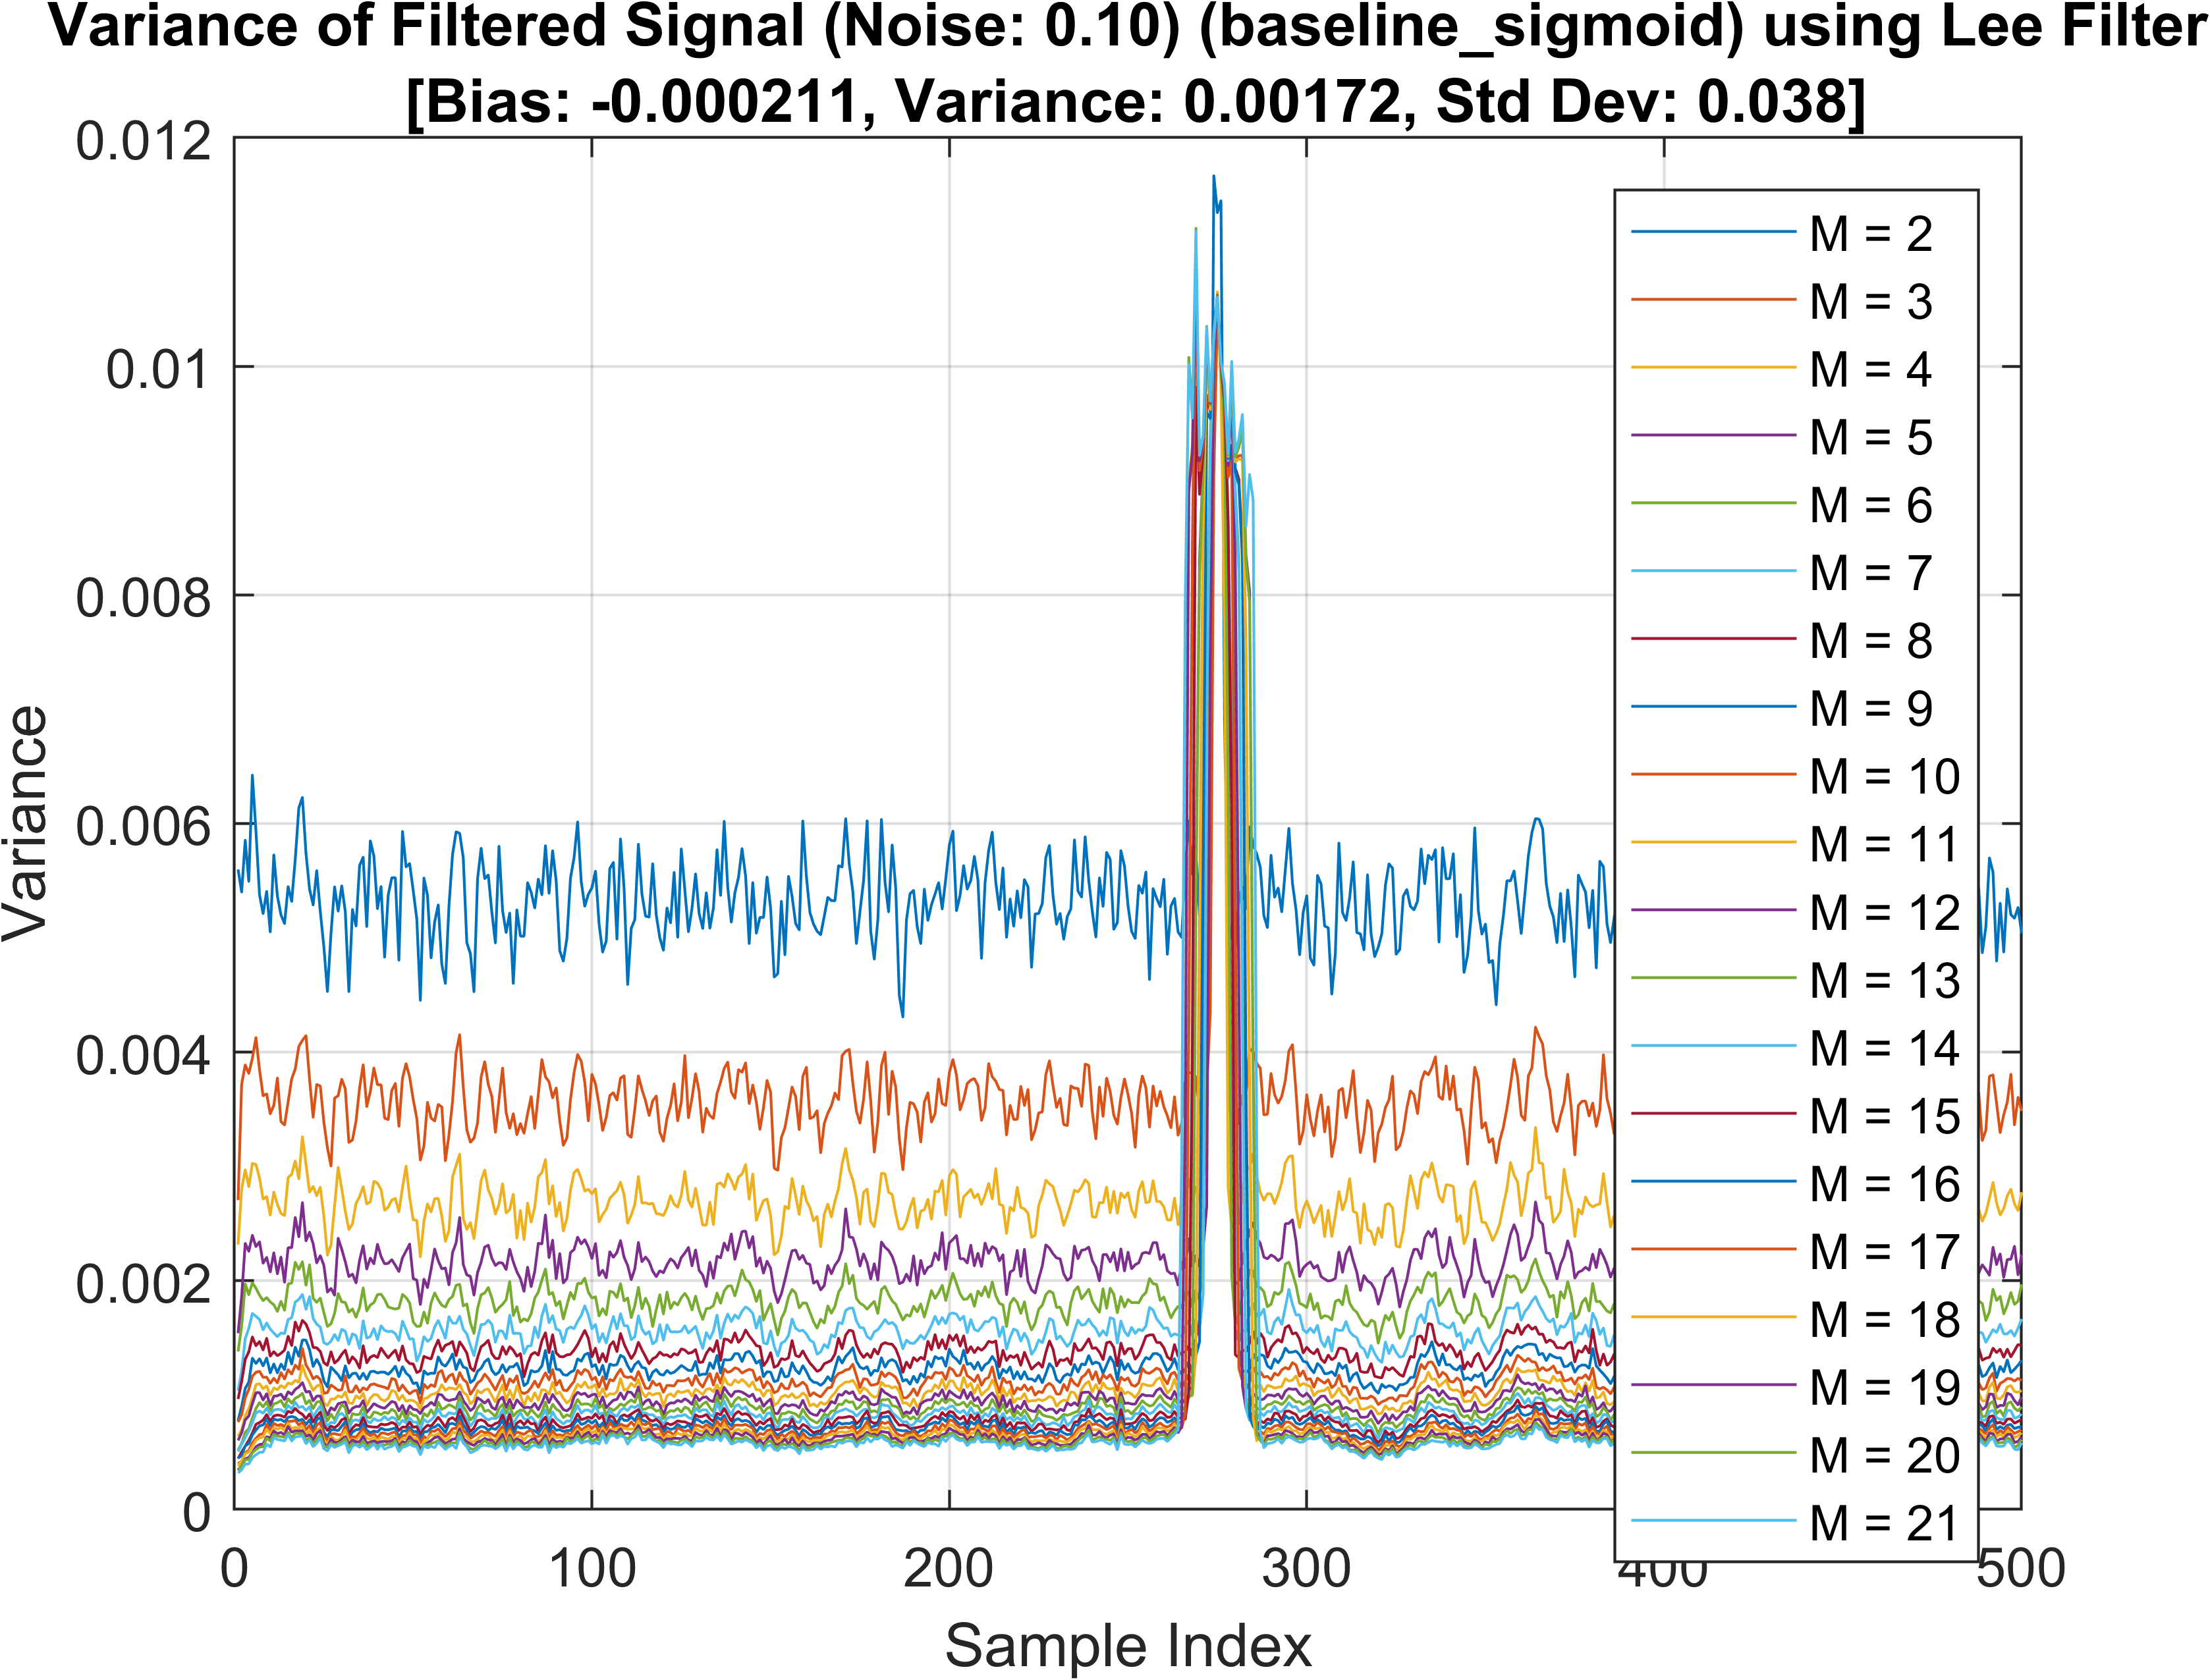 Variance of Filtered Signal (Noise: 0.10) (baseline_sigmoid) using Lee Filter
[Bias: -0.000211, Variance: 0.00172, Std Dev: 0.038]
0.012
0.01
0.008
0.006
0.004
0.002
0
Variance
0
100
200
300
400
500
Sample Index
M = 2
M = 3
M = 4
M = 5
M = 6
M = 7
M = 8
M = 9
M = 10
M = 11
M = 12
M = 13
M = 14
M = 15
M = 16
M = 17
M = 18
M = 19
M = 20
M = 21